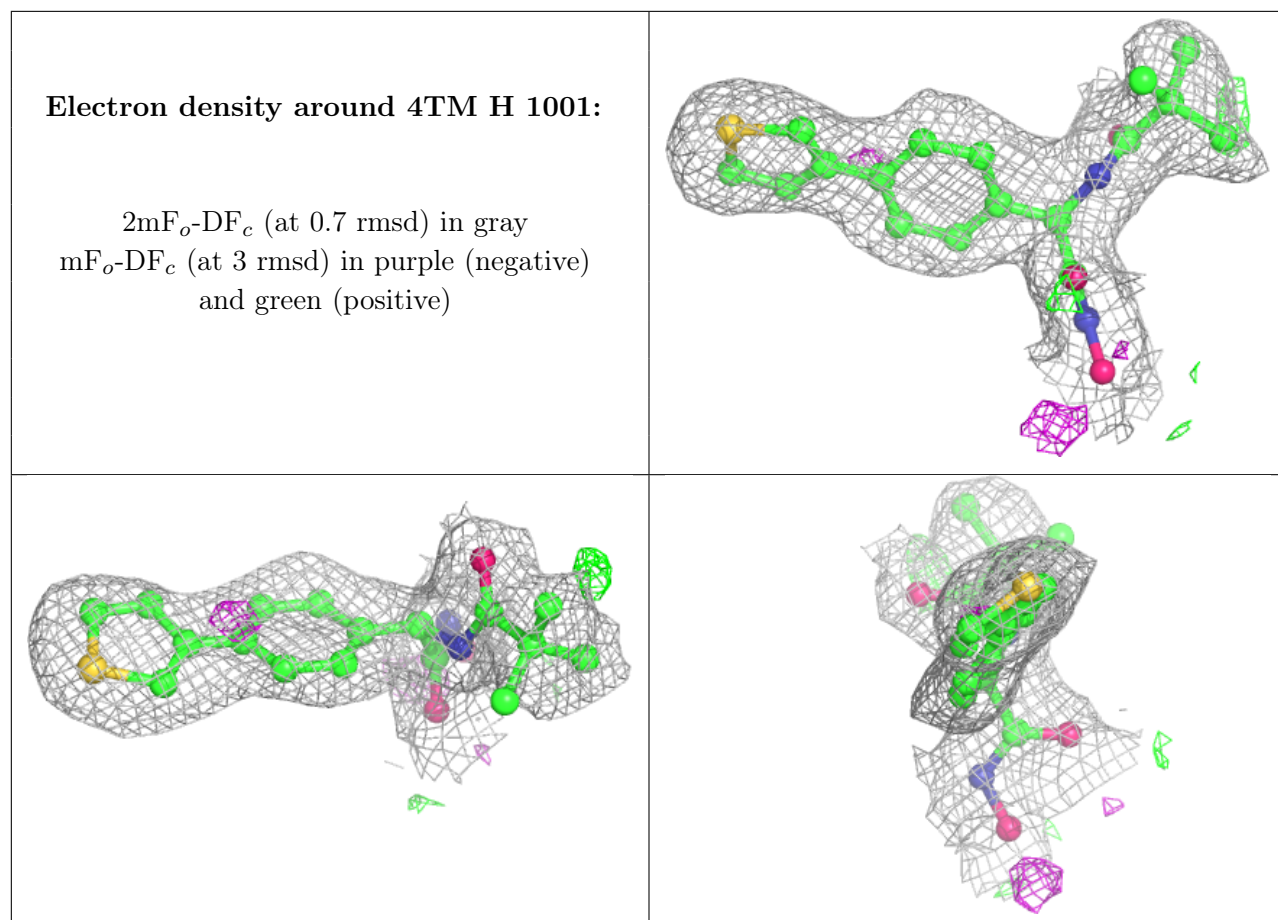 Electron density around 4TM H 1001:
2mFo-DFc (at 0.7 rmsd) in gray
mFo-DFc (at 3 rmsd) in purple (negative)
and green (positive)